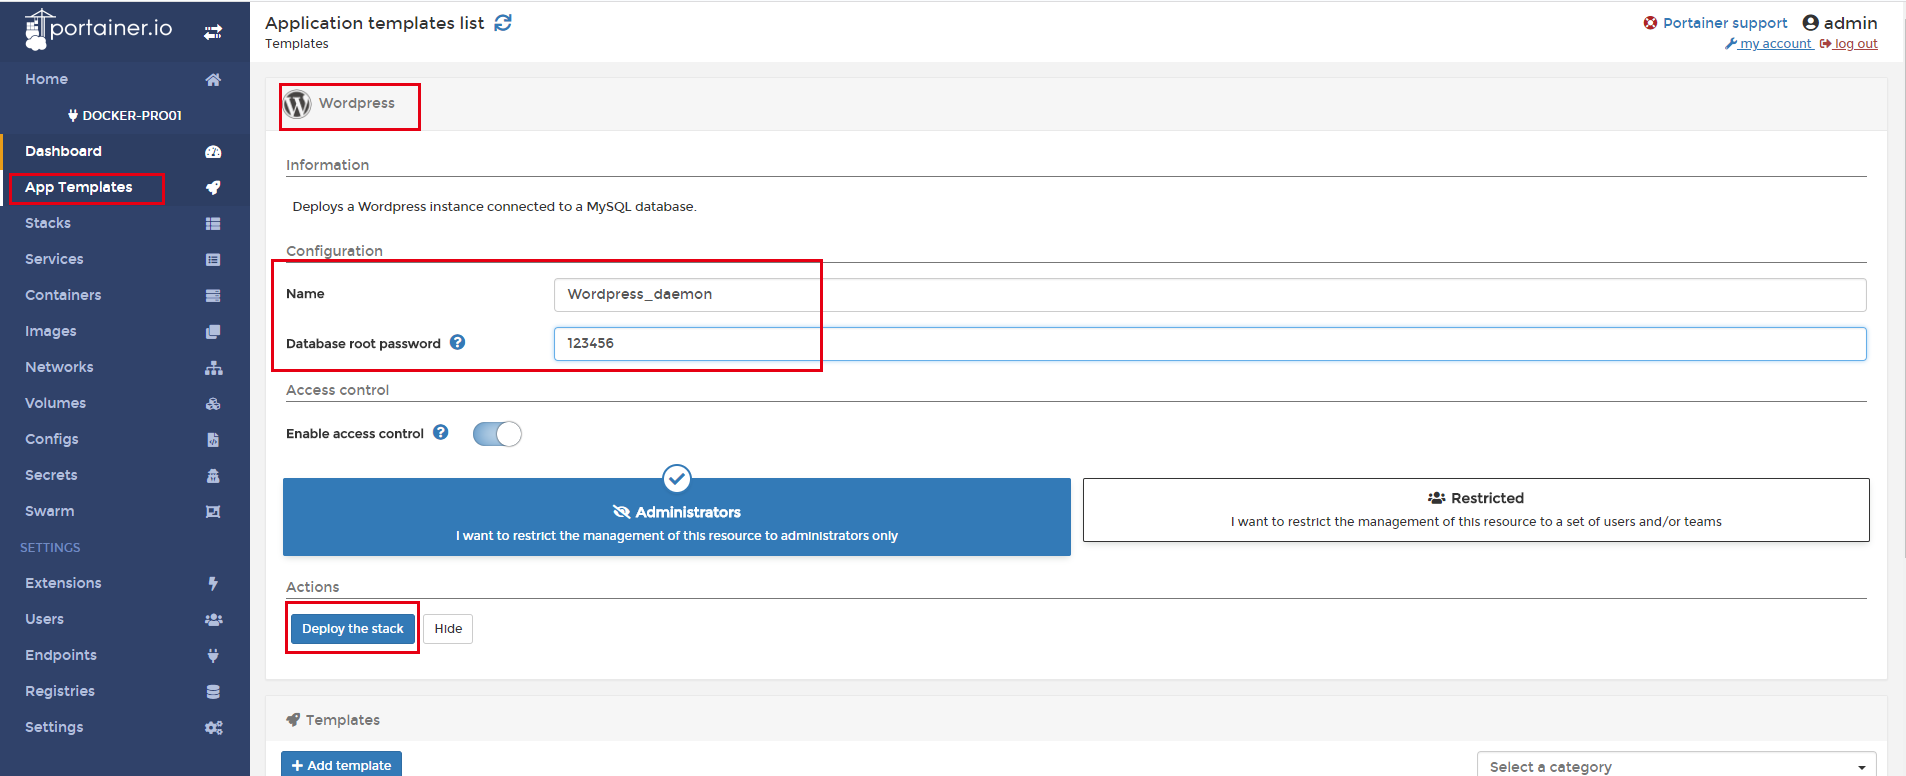 portainer.io
Home
DOCKER-PRO01
Dashboard
App Templates
Stacks
Services
Containers
Images
Networks
Volumes
Configs
Secrets
Swarm
SETTINGS
Extensions
Users
Endpoints
Registries
Settings
Application templates list
Templates
Portainer support admin
my account log out
Wordpress
Information
Deploys a Wordpress instance connected to a MySQL database.
Configuration
Name Wordpress_daemon
Database root password ? 123456
Access control
Enable access control ?
Administrators
I want to restrict the management of this resource to administrators only
Restricted
I want to restrict the management of this resource to a set of users and/or teams
Actions
Deploy the stack Hide
Templates
+ Add template Select a category